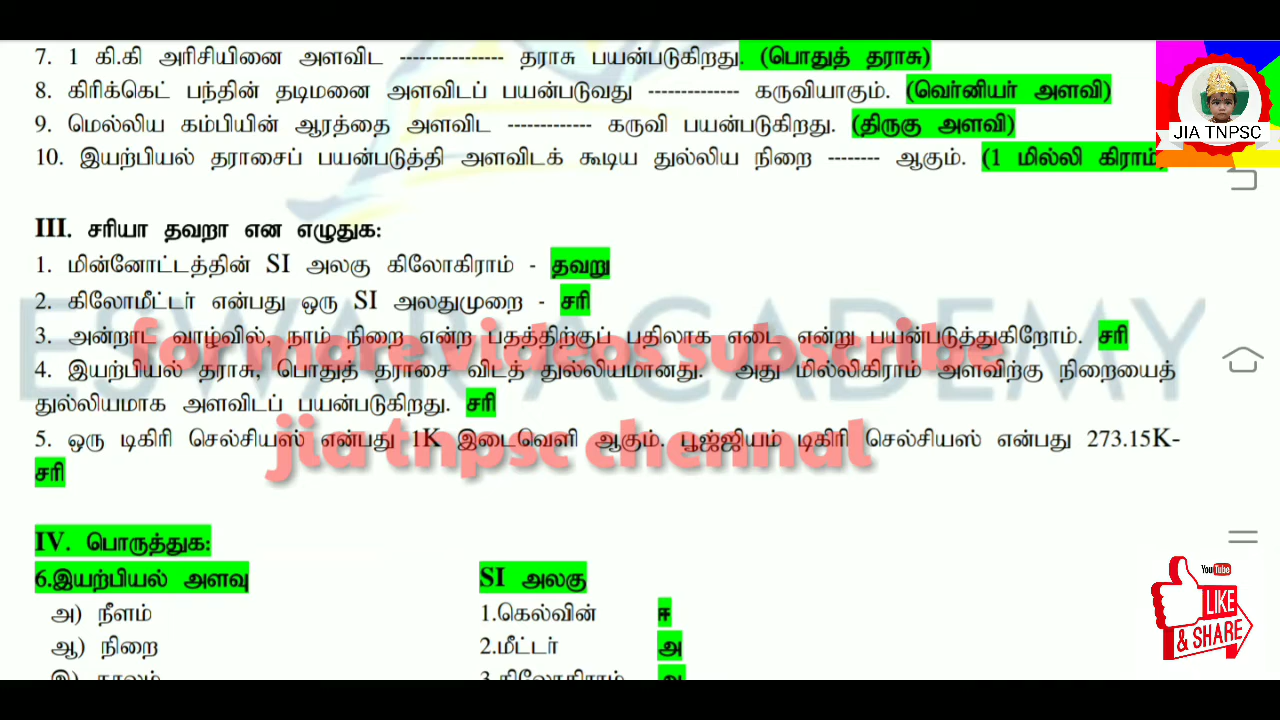 7. 1 கி.கி அரிசியினை அளவிட ---------------- தராசு பயன்படுகிறது. (பொதுத் தராசு)
8. கிரிக்கெட் பந்தின் தடிமனை அளவிடப் பயன்படுவது -------------- கருவியாகும். (வெர்னியர் அளவி)
9. மெல்லிய கம்பியின் ஆரத்தை அளவிட ------------- கருவி பயன்படுகிறது. (திருகு அளவி)
JIA TNPSC
10. இயற்பியல் தராசைப் பயன்படுத்தி அளவிடக் கூடிய துல்லிய நிறை -------- ஆகும். (1 மில்லி கிராம்)
III. சரியா தவறா என எழுதுக:
1. மின்னோட்டத்தின் SI அலகு கிலோகிராம் - தவறு
2. கிலோமீட்டர் என்பது ஒரு SI அலதுமுறை - சரி
ESWAR ACADEMY
3. அன்றாட வாழ்வில், நாம் நிறை என்ற பதத்திற்குப் பதிலாக எடை என்று பயன்படுத்துகிறோம். சரி
for more videos subscribe
4. இயற்பியல் தராசு, பொதுத் தராசை விடத் துல்லியமானது. அது மில்லிகிராம் அளவிற்கு நிறையைத்
துல்லியமாக அளவிடப் பயன்படுகிறது. சரி
5. ஒரு டிகிரி செல்சியஸ் என்பது 1K இடைவெளி ஆகும். பூஜ்ஜியம் டிகிரி செல்சியஸ் என்பது 273.15K-
jia tnpsc chennal
சரி
IV. பொருத்துக:
6.இயற்பியல் அளவு SI அலகு
YouTube
அ) நீளம் 1.கெல்வின் ஈ
LIKE
& SHARE
ஆ) நிறை 2.மீட்டர் அ
இ) காலம் 3.கிலோகிராம் ஆ